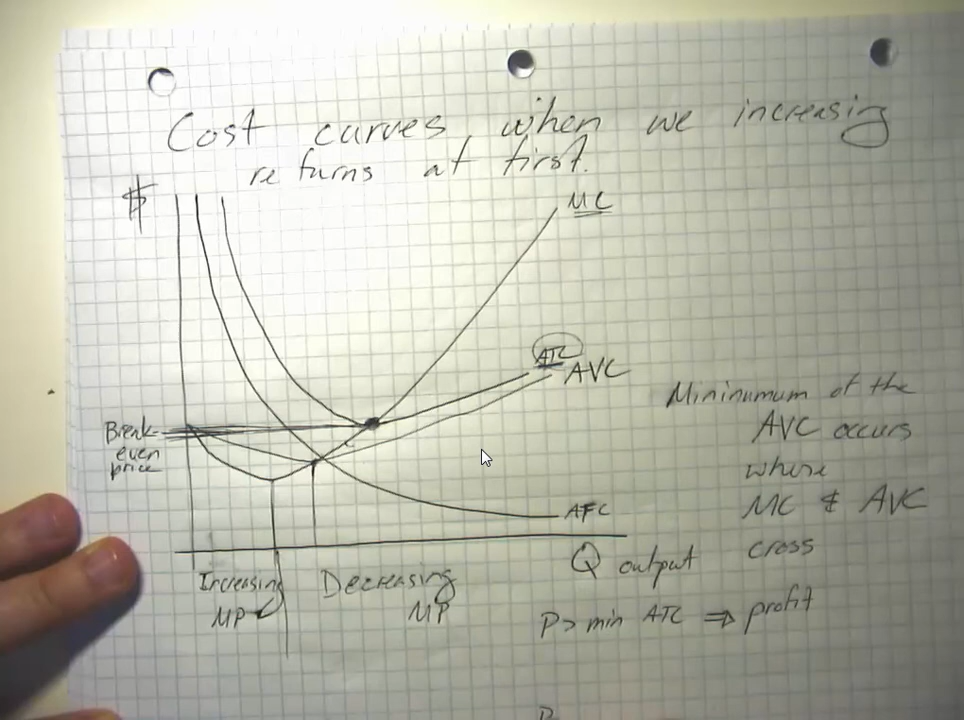 Cost curves, when we increasing
returns at first.
$
MC
ATC
AVC
Break-
even
price
AFC
Mininumum of the
AVC occurs
where
MC & AVC
cross
Q output
Increasing
MP
Decreasing
MP
P> min ATC ⇒ profit